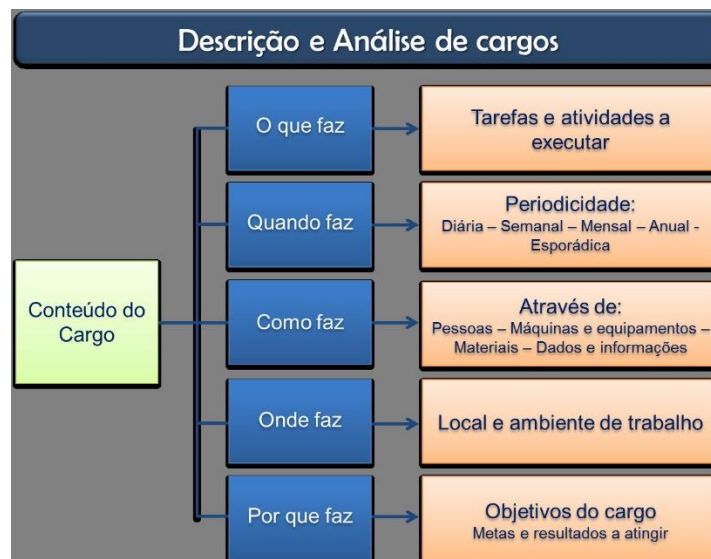 Descrição e Análise de cargos
O que faz
Tarefas e atividades a
executar
Quando faz
Periodicidade:
Diária – Semanal – Mensal – Anual -
Esporádica
Conteúdo do
Cargo
Como faz
Através de:
Pessoas – Máquinas e equipamentos –
Materiais – Dados e informações
Onde faz
Local e ambiente de trabalho
Por que faz
Objetivos do cargo
Metas e resultados a atingir